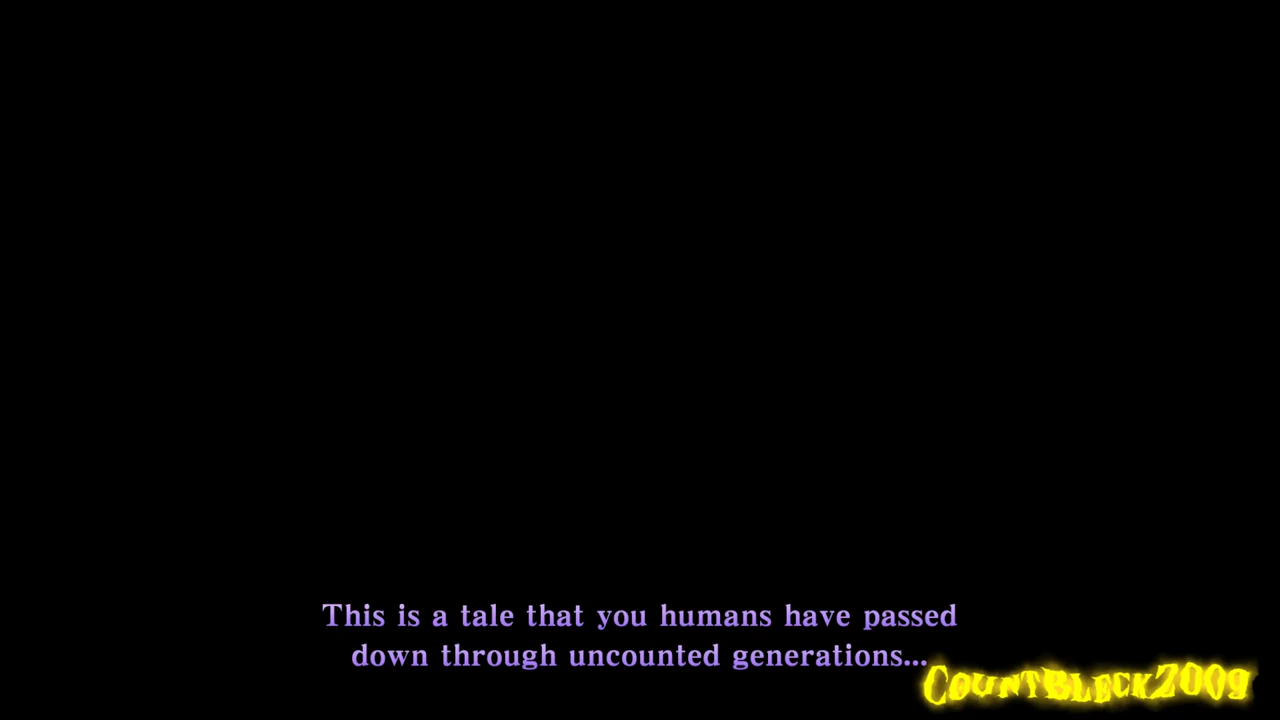 This is a tale that you humans have passed
down through uncounted generations...
CountBleck2009